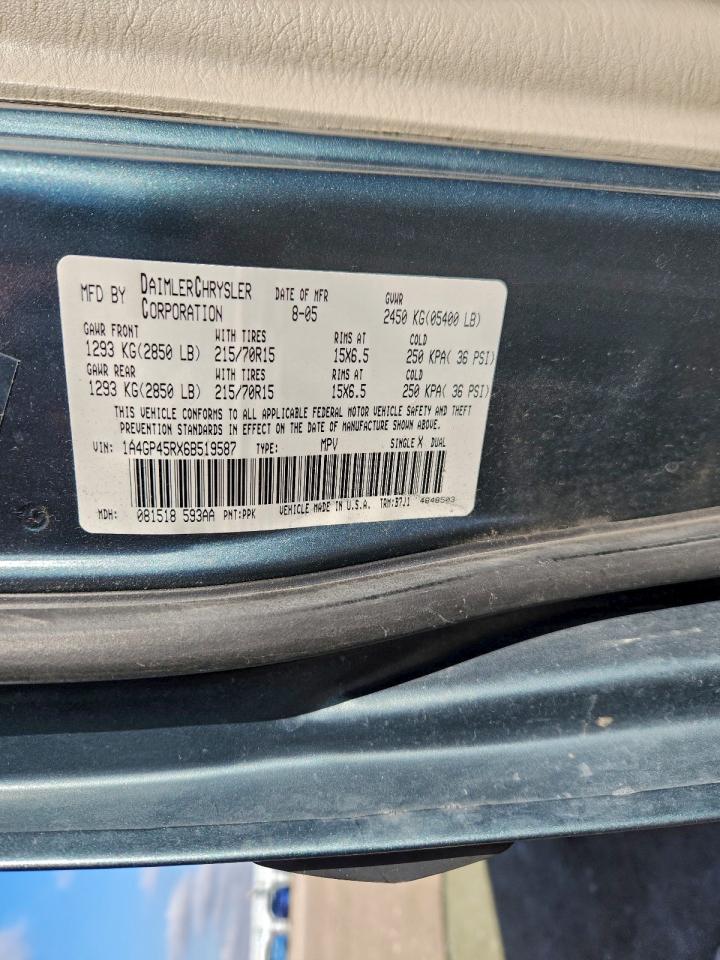 MFD BY DAIMLERCHRYSLER CORPORATION DATE OF MFR 8-05 GVWR 2450 KG(05400 LB)
GAWR FRONT WITH TIRES RIMS AT COLD
1293 KG(2850 LB) 215/70R15 15X6.5 250 KPA( 36 PSI)
GAWR REAR WITH TIRES RIMS AT COLD
1293 KG(2850 LB) 215/70R15 15X6.5 250 KPA( 36 PSI)
THIS VEHICLE CONFORMS TO ALL APPLICABLE FEDERAL MOTOR VEHICLE SAFETY AND THEFT
PREVENTION STANDARDS IN EFFECT ON THE DATE OF MANUFACTURE SHOWN ABOVE.
VIN: 1A4GP45RX6B519587 TYPE: MPV SINGLE X DUAL
MDH: 081518 593AA PNT:PPK VEHICLE MADE IN U.S.A. TRM:B7J1 4648503